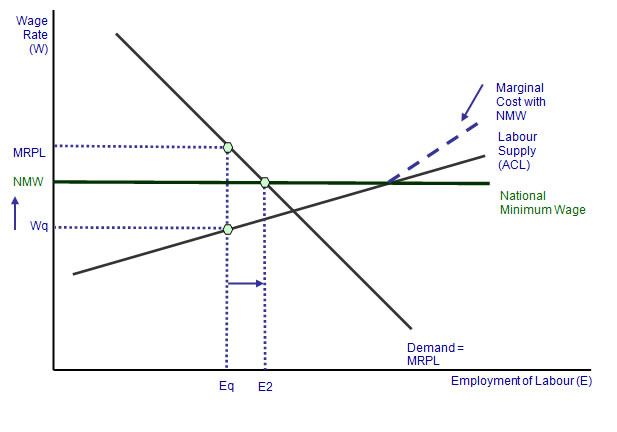 Wage
Rate
(W)
Marginal
Cost with
NMW
Labour
Supply
(ACL)
MRPL
NMW
National
Minimum Wage
Wq
Demand =
MRPL
Employment of Labour (E)
Eq
E2